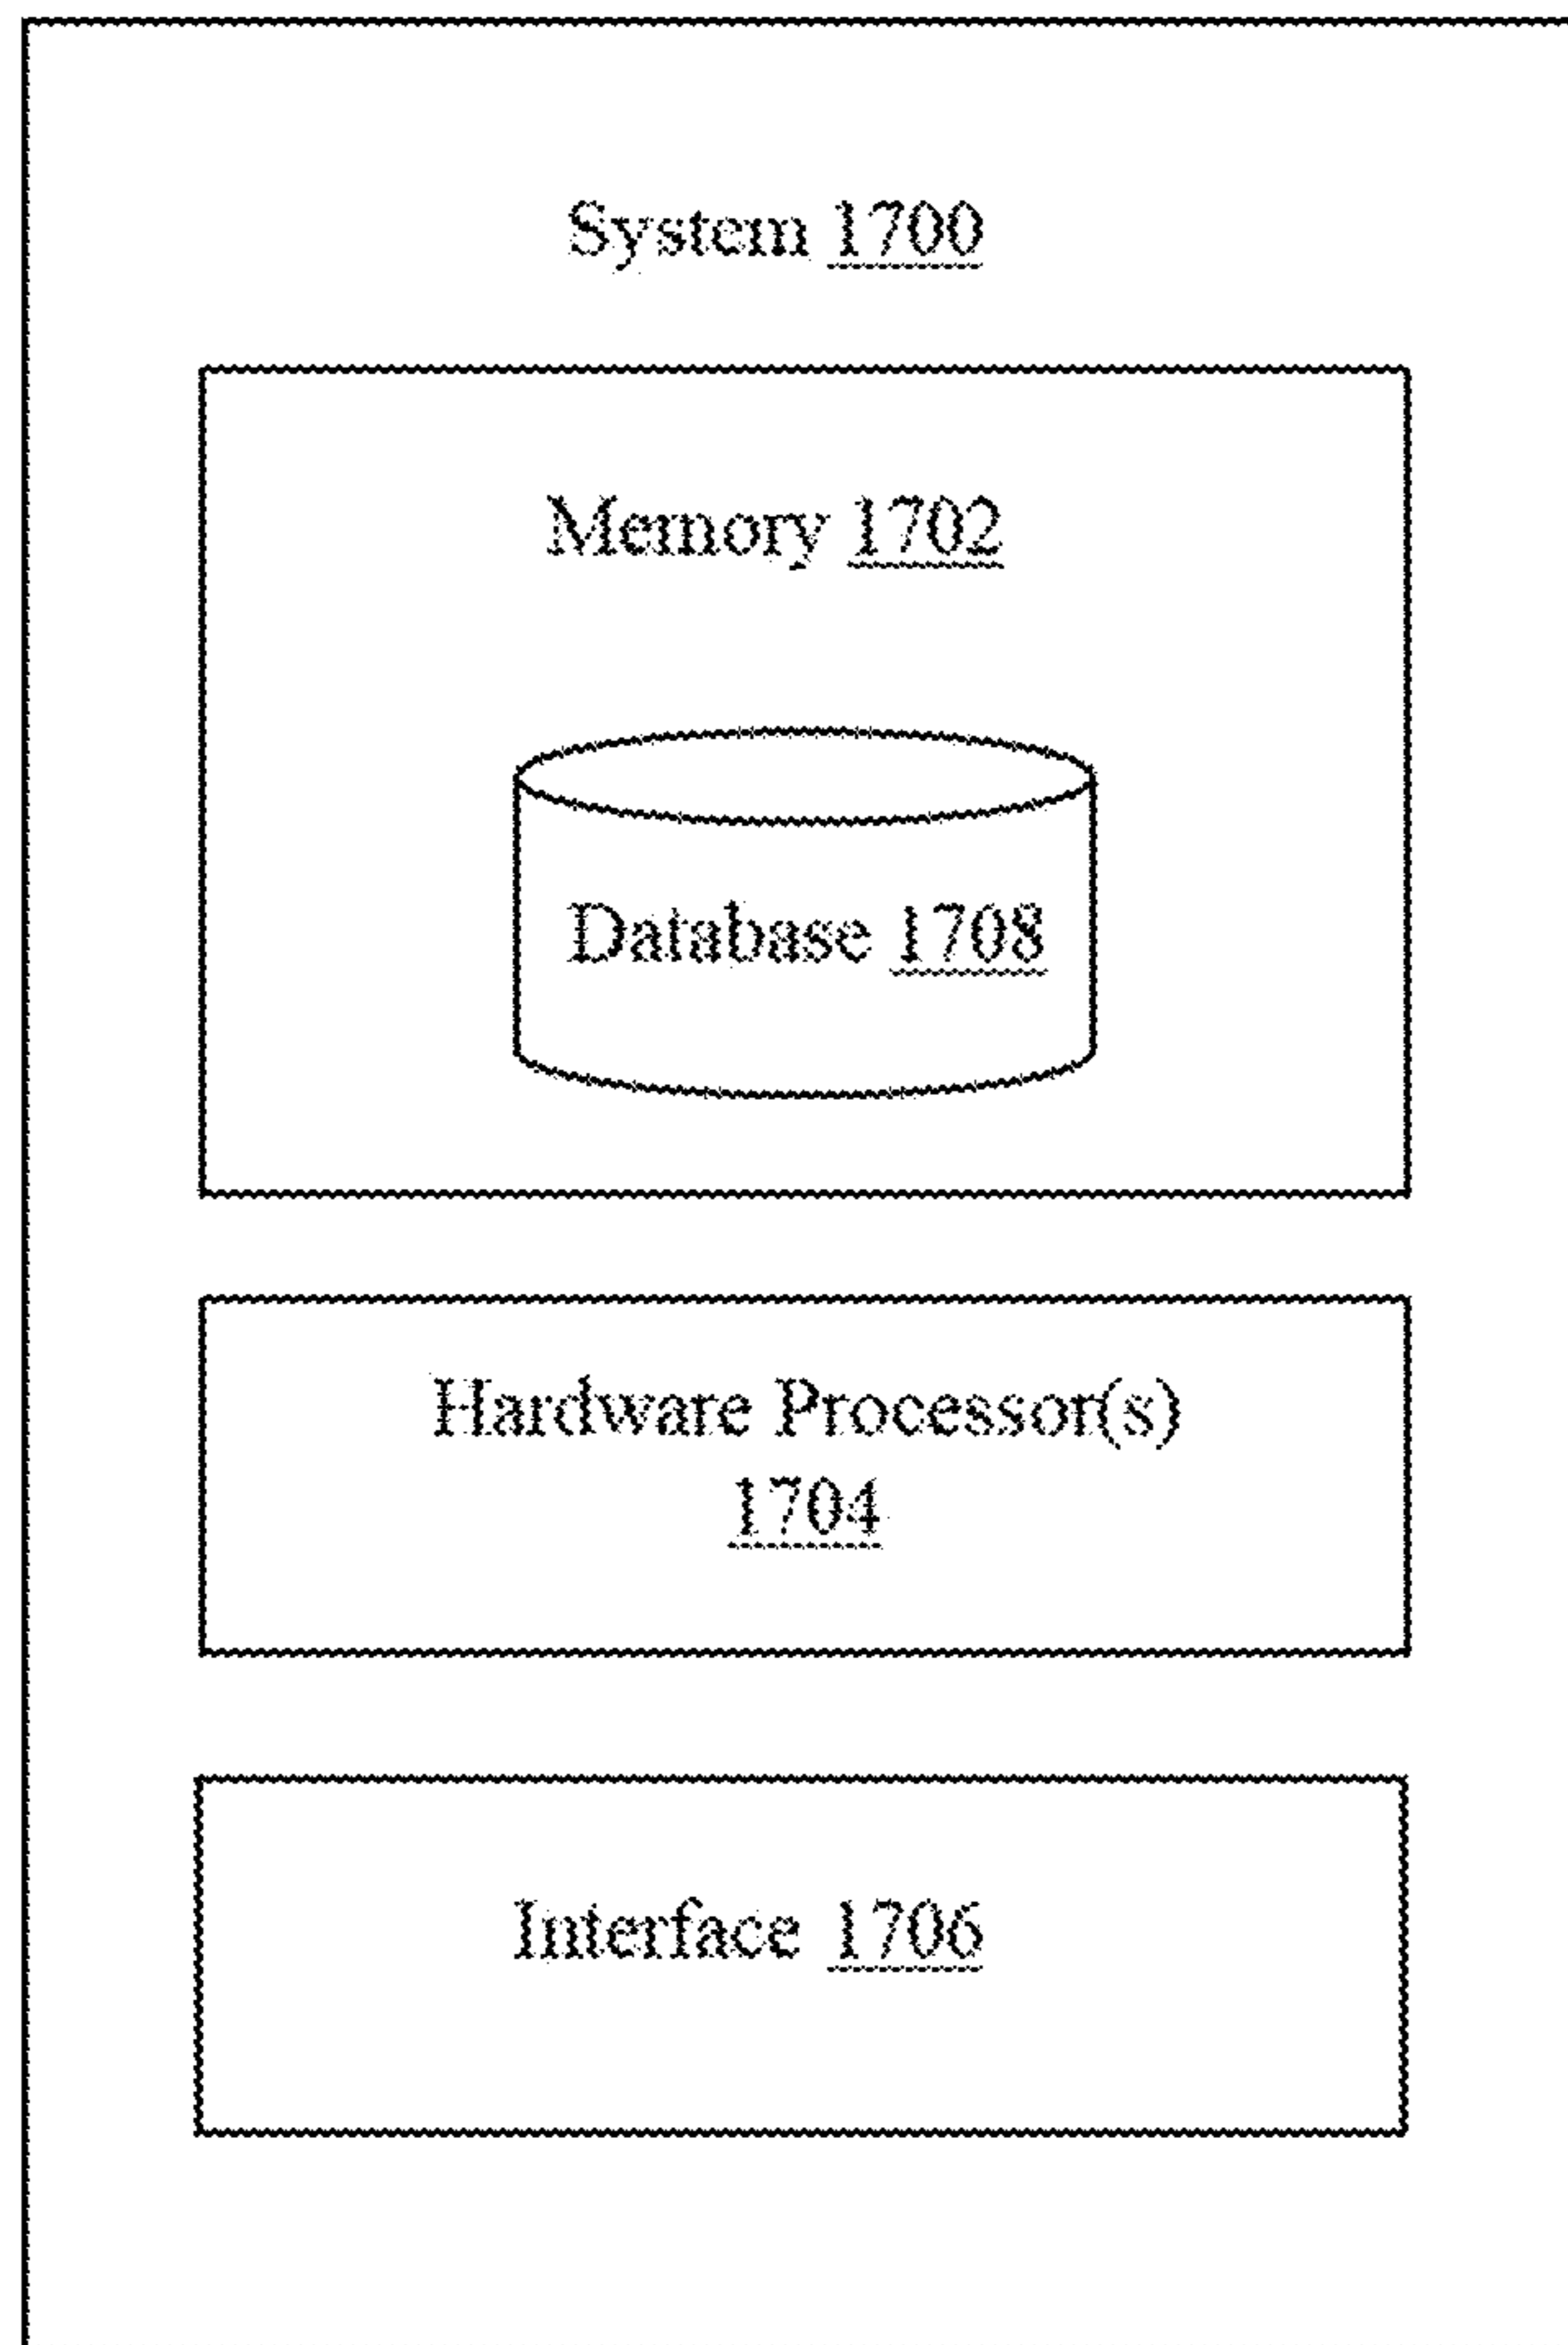 System 1700
Memory 1702
Database 1708
Hardware Processor(s)
1704
Interface 1706